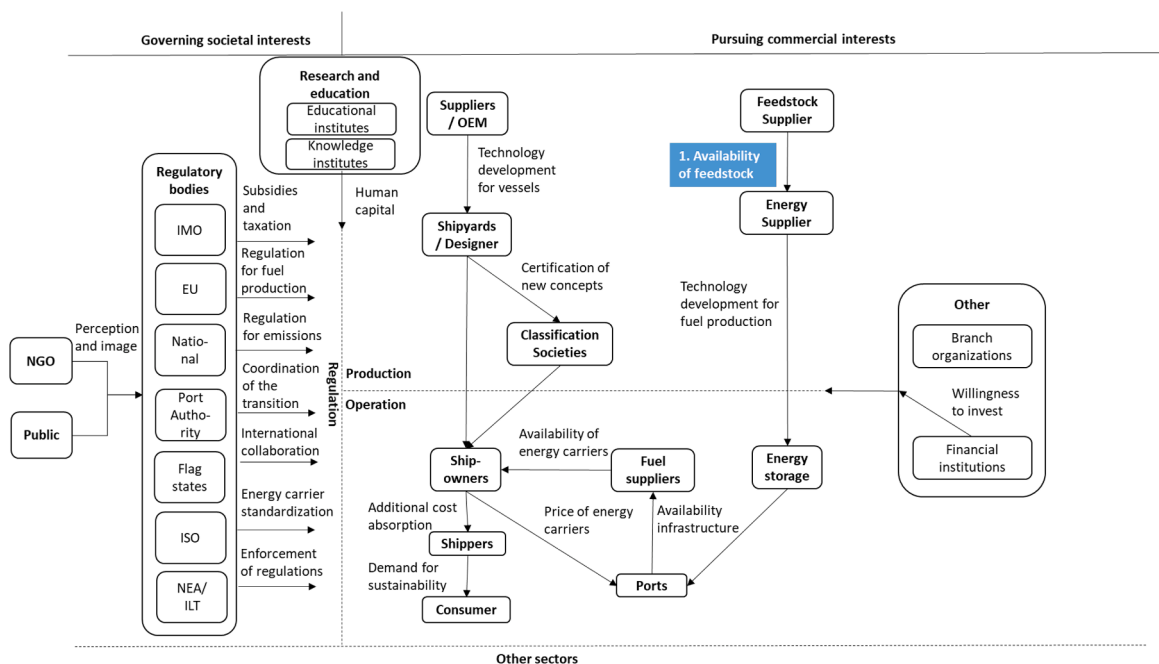 Governing societal interests
Pursuing commercial interests
Research and
education
Educational
institutes
Knowledge
institutes
Human
capital
Regulatory
bodies
IMO
EU
Natio-
nal
Port
Autho-
rity
Flag
states
ISO
NEA/
ILT
NGO
Public
Perception
and image
Subsidies
and
taxation
Regulation
for fuel
production
Regulation
for emissions
Coordination
of the
transition
International
collaboration
Energy carrier
standardization
Enforcement
of regulations
Regulation
Production
Operation
Suppliers
/ OEM
Technology
development
for vessels
Shipyards
/ Designer
Certification of
new concepts
Classification
Societies
Feedstock
Supplier
1. Availability
of feedstock
Energy
Supplier
Technology
development for
fuel production
Other
Branch
organizations
Willingness
to invest
Financial
institutions
Ship-
owners
Availability of
energy carriers
Fuel
suppliers
Energy
storage
Additional cost
absorption
Price of energy
carriers
Availability
infrastructure
Shippers
Demand for
sustainability
Ports
Consumer
Other sectors